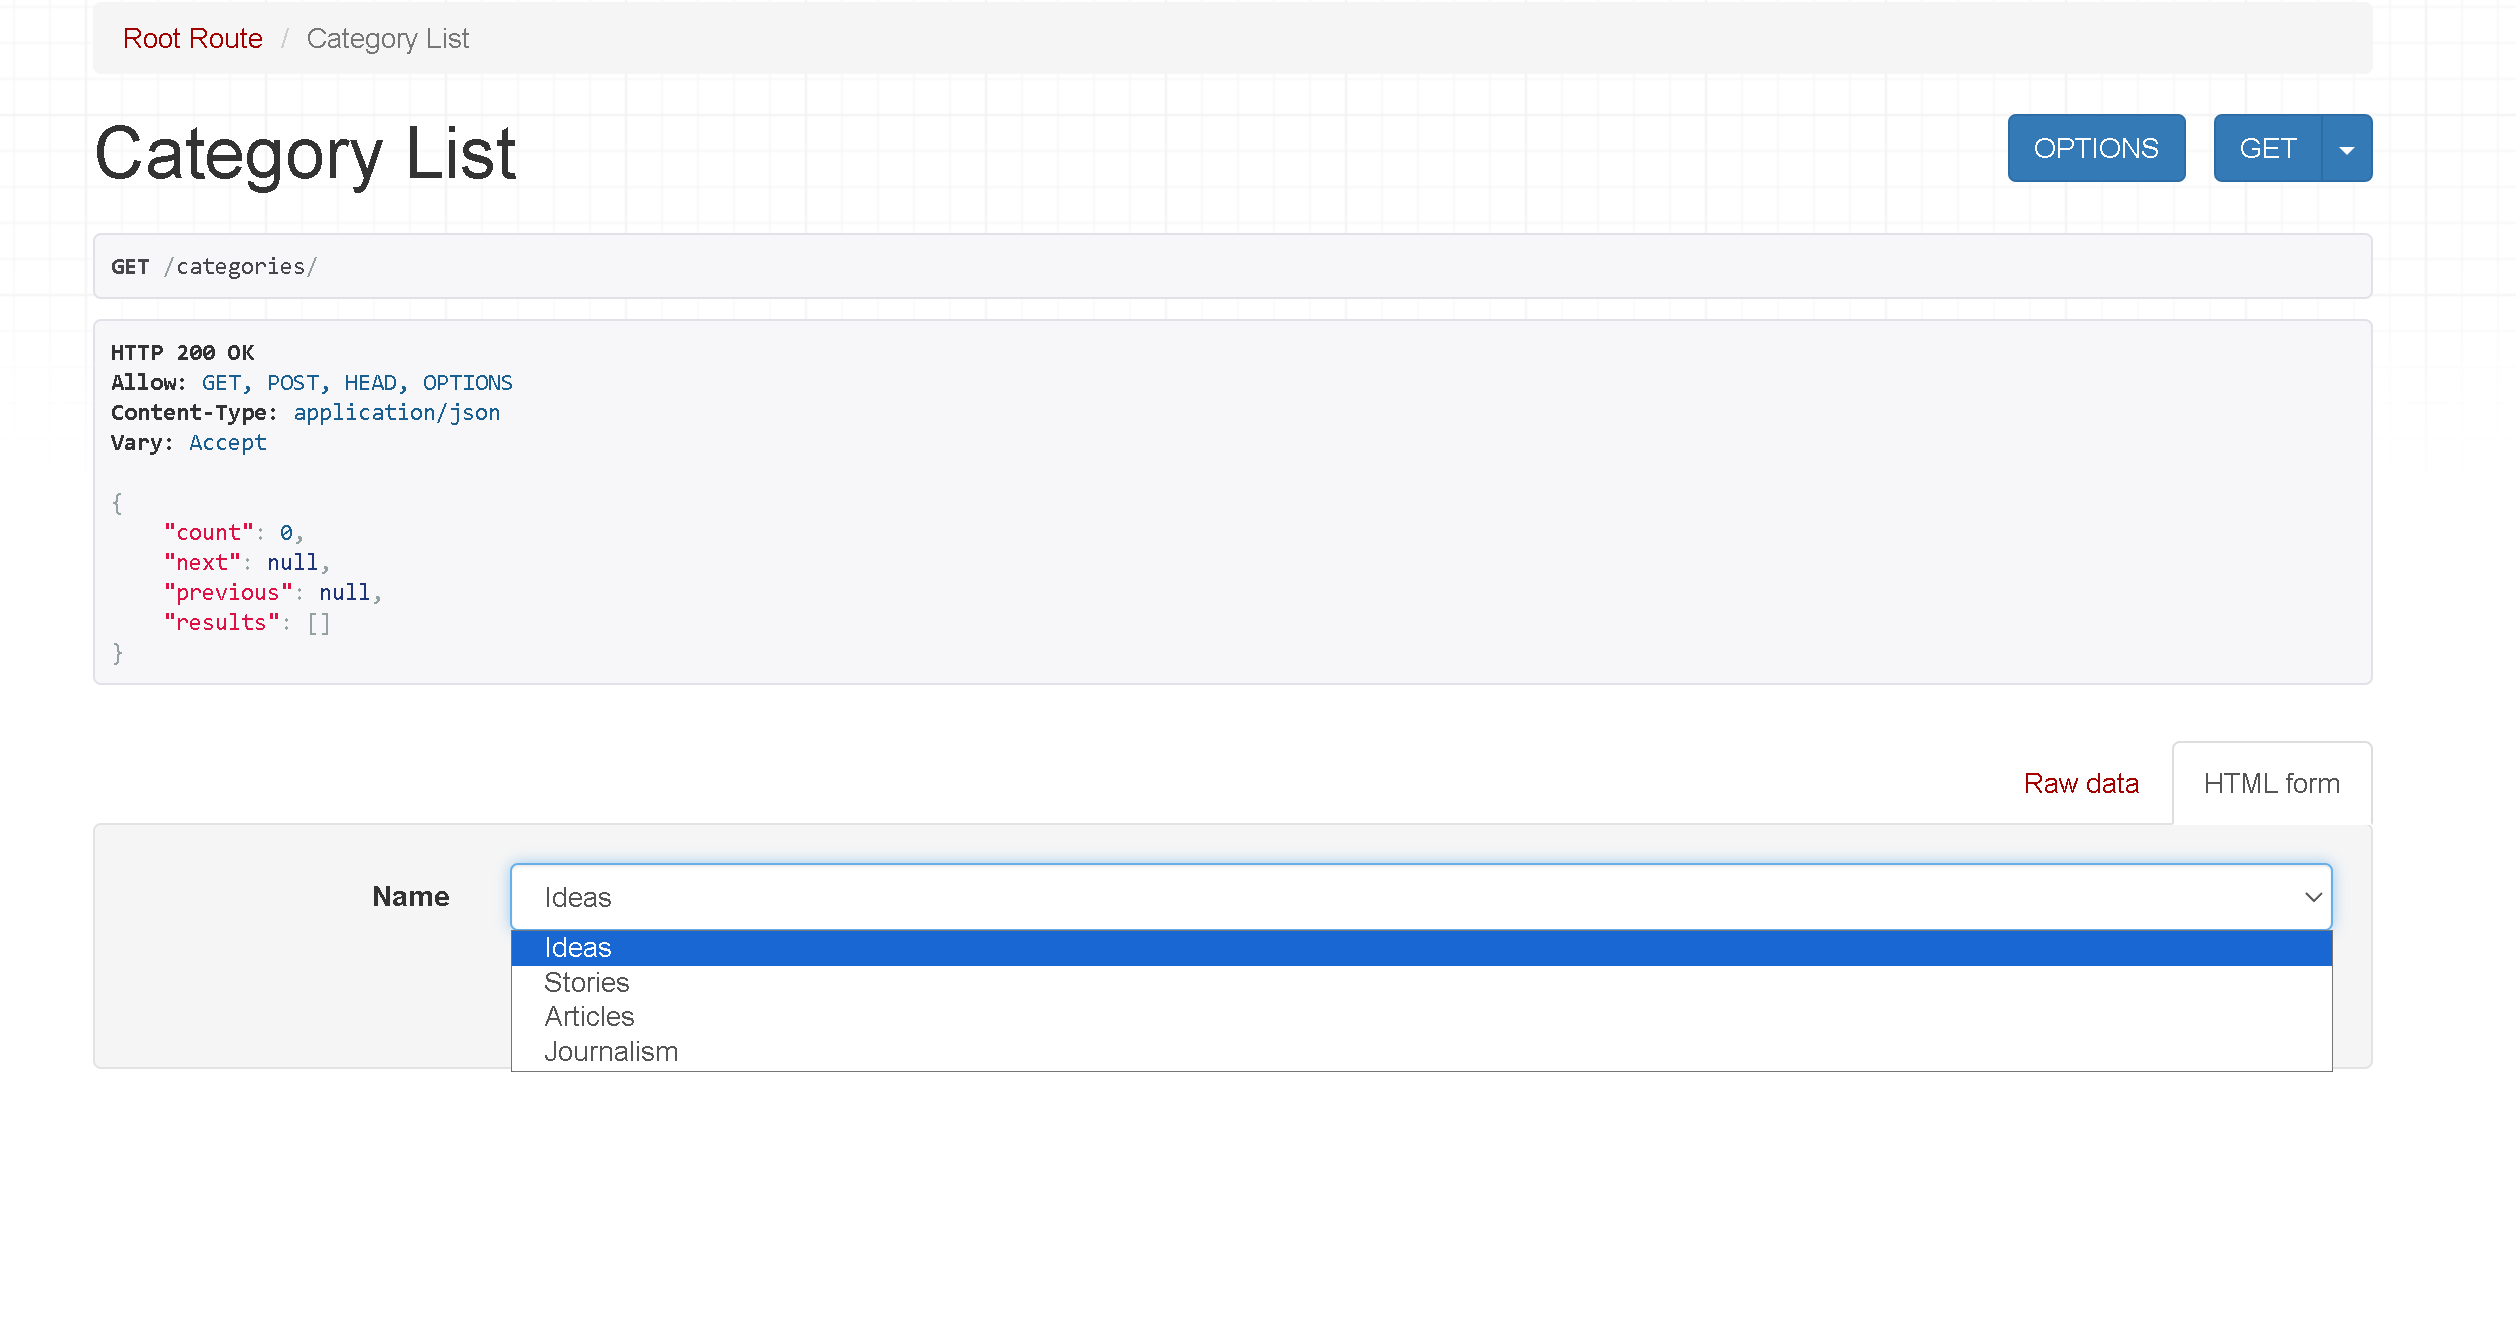 Root Route / Category List
Category List
OPTIONS GET
GET /categories/
HTTP 200 OK
Allow: GET, POST, HEAD, OPTIONS
Content-Type: application/json
Vary: Accept
{
    "count": 0,
    "next": null,
    "previous": null,
    "results": []
}
Raw data HTML form
Name Ideas
Ideas
Stories
Articles
Journalism